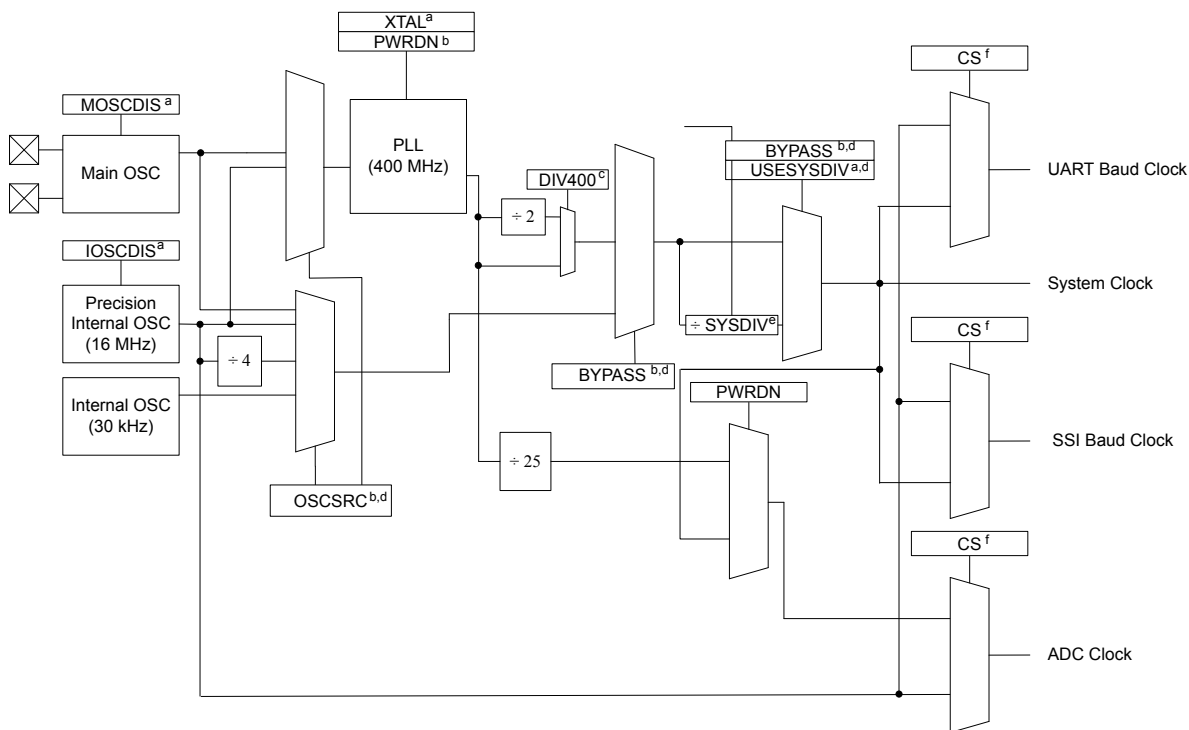 XTAL a
PWRDN b
CS f
MOSCDIS a
Main OSC
PLL
(400 MHz)
BYPASS b,d
USESYSDIV a,d
UART Baud Clock
DIV400 c
÷ 2
IOSCDIS a
Precision
Internal OSC
(16 MHz)
System Clock
÷ SYSDIV e
CS f
÷ 4
BYPASS b,d
Internal OSC
(30 kHz)
PWRDN
SSI Baud Clock
÷ 25
OSCSRC b,d
CS f
ADC Clock